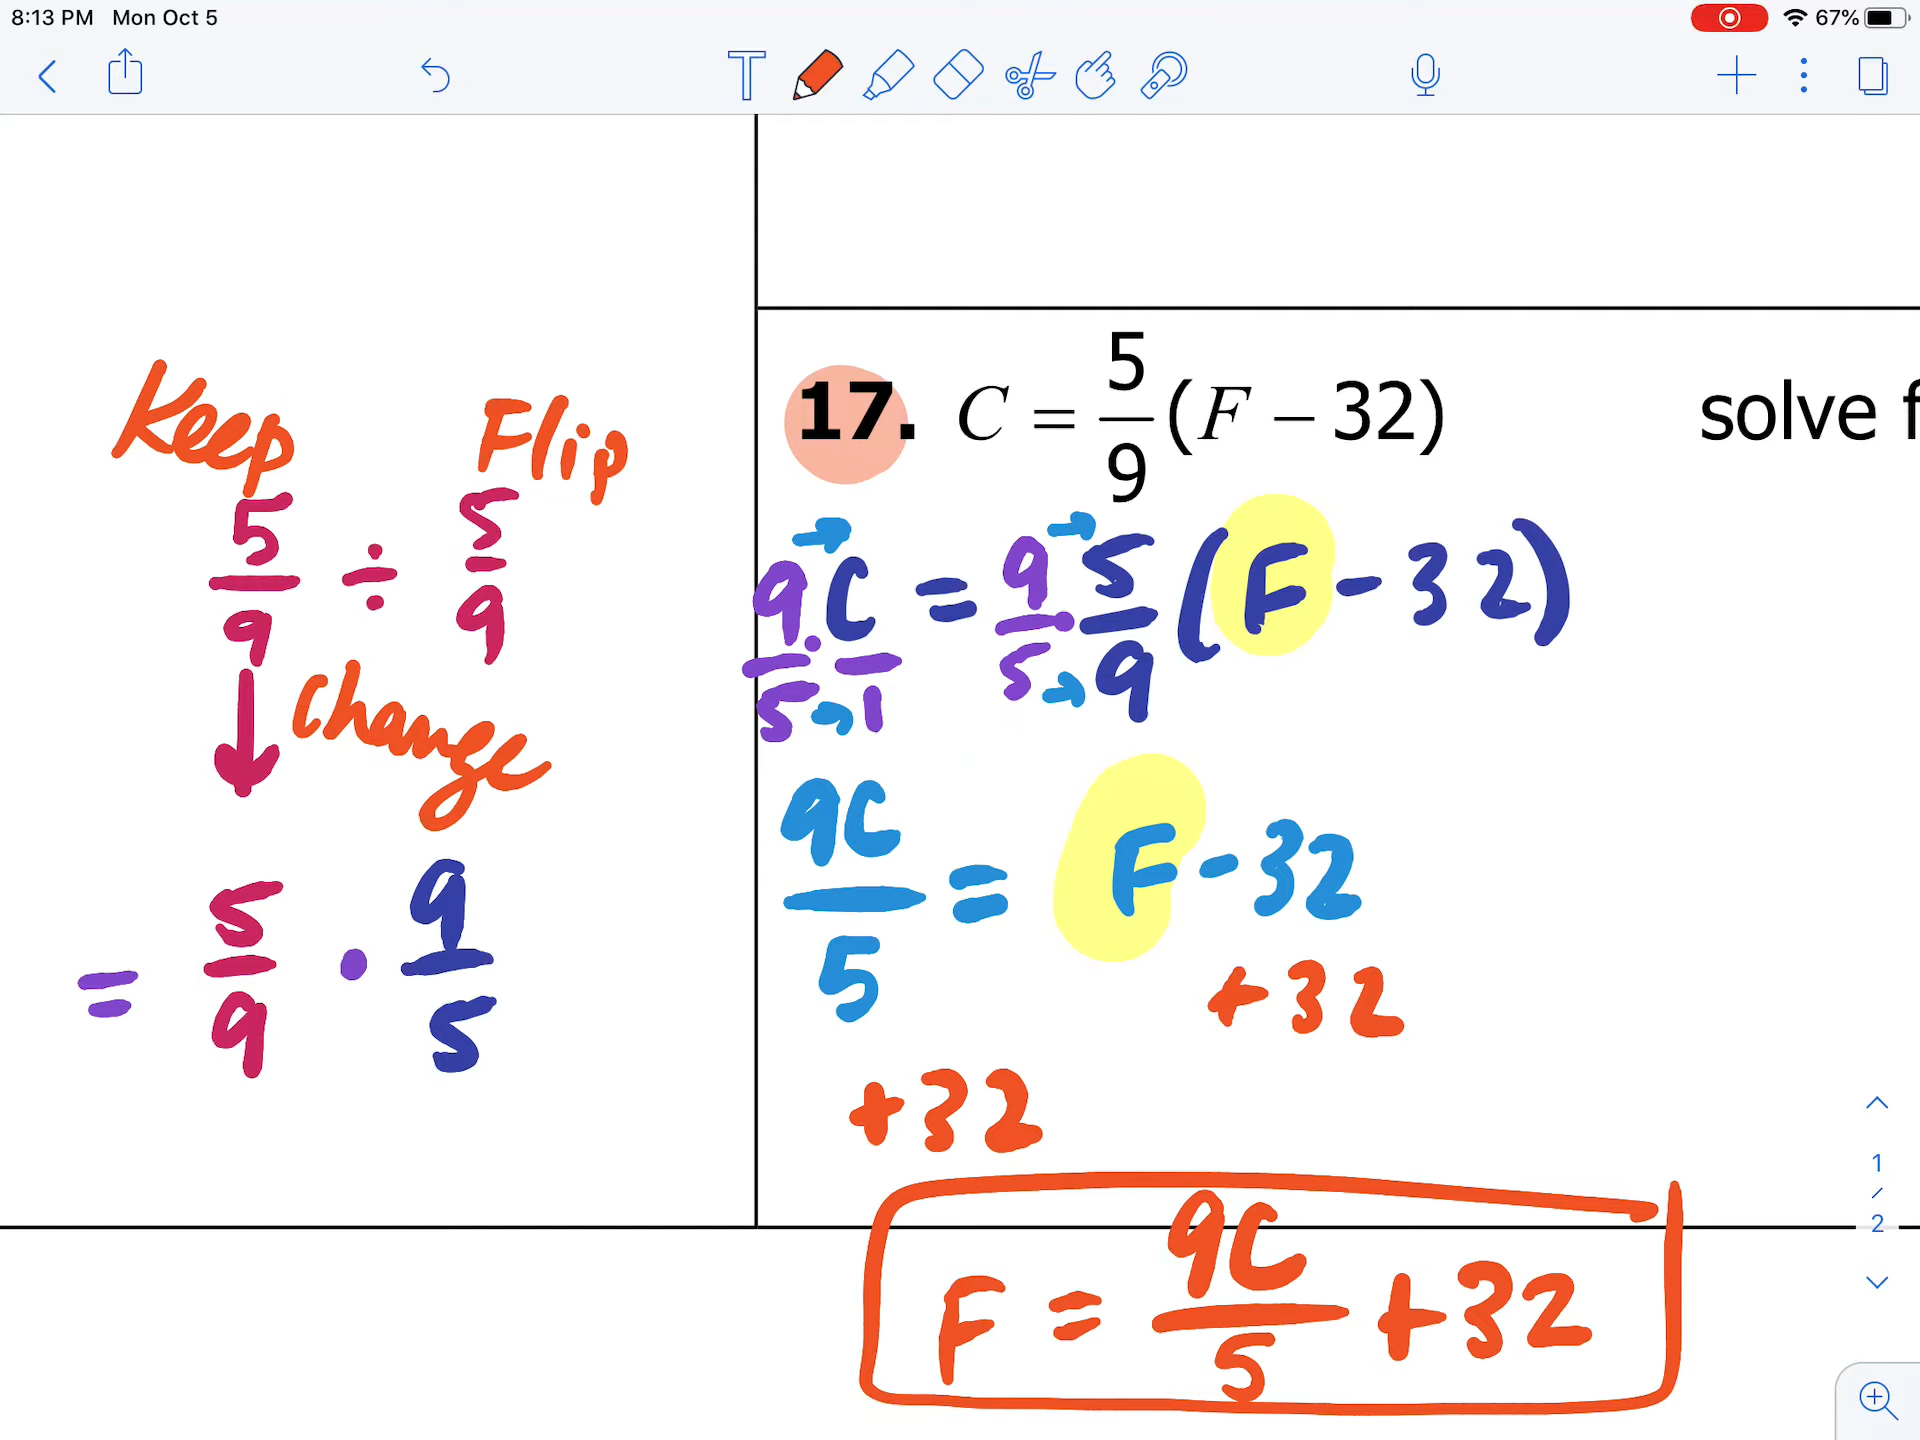 8:13 PM Mon Oct 5
67%
T
Keep Flip
5/9 ÷ 5/9
Change
= 5/9 · 9/5
17. C = 5/9 (F − 32) solve f
9/5 · C/1 = 9/5 · 5/9 (F - 32)
9C/5 = F - 32
+32
+32
F = 9C/5 + 32
1
/
2